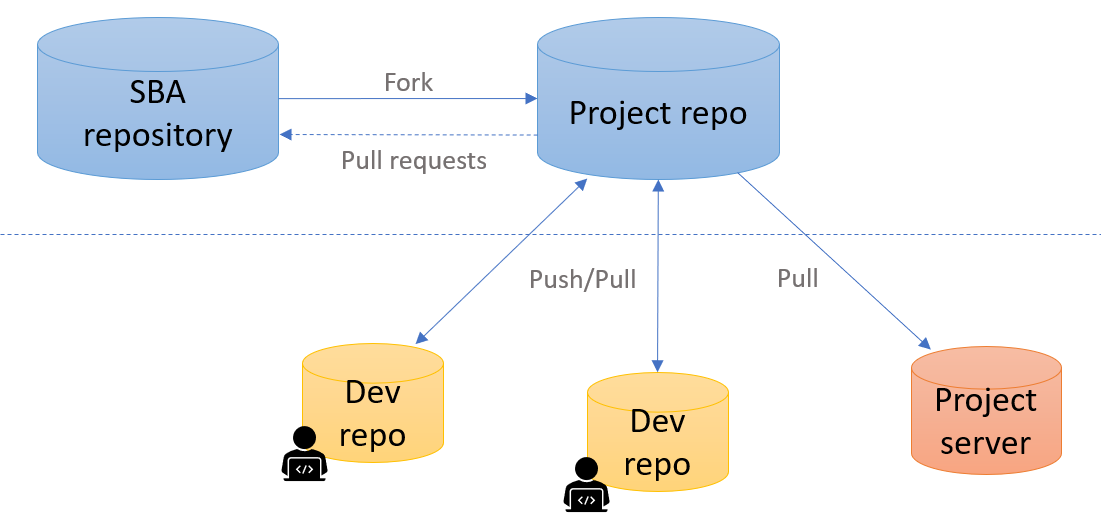 SBA
repository
Fork
Pull requests
Project repo
Push/Pull
Pull
Dev
repo
Dev
repo
Project
server